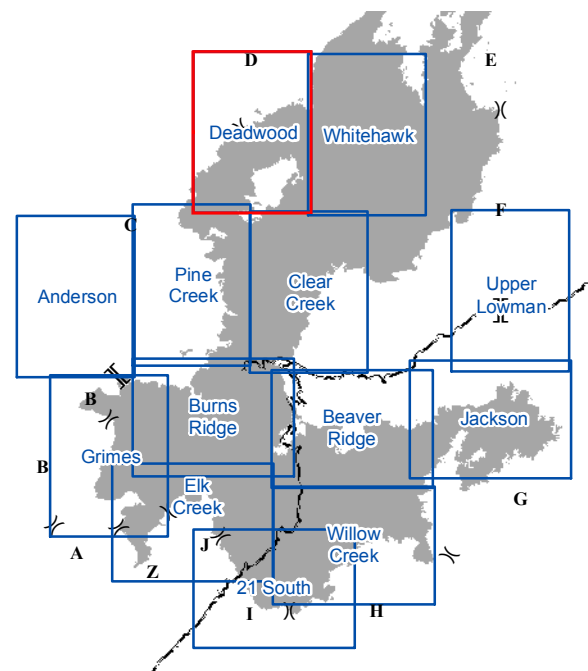 D
E
Deadwood
Whitehawk
C
F
Anderson
Pine
Creek
Clear
Creek
Upper
Lowman
B
Burns
Ridge
Beaver
Ridge
Jackson
B
Grimes
Elk
Creek
G
A
Z
J
Willow
Creek
21 South
I
H